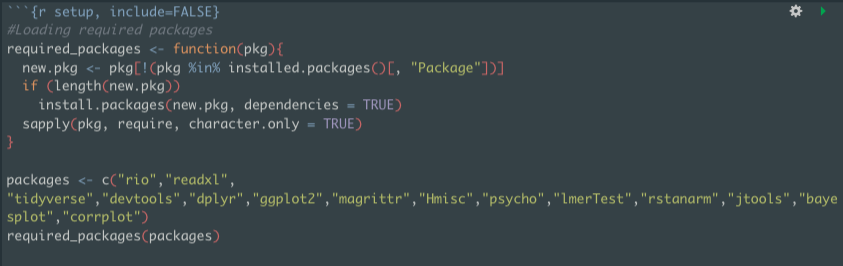 ```{r setup, include=FALSE}
#Loading required packages
required_packages <- function(pkg){
  new.pkg <- pkg[!(pkg %in% installed.packages()[, "Package"])]
  if (length(new.pkg))
    install.packages(new.pkg, dependencies = TRUE)
  sapply(pkg, require, character.only = TRUE)
}

packages <- c("rio","readxl",
"tidyverse","devtools","dplyr","ggplot2","magrittr","Hmisc","psycho","lmerTest","rstanarm","jtools","baye
splot","corrplot")
required_packages(packages)